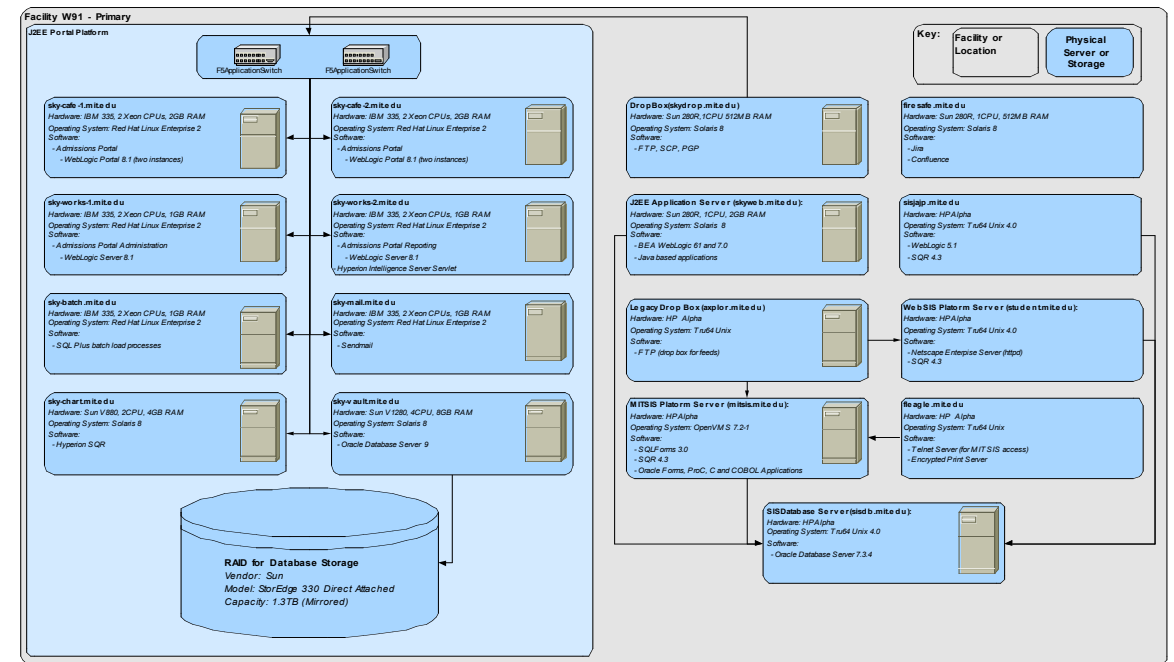 Facility W91 - Primary
J2EE Portal Platform
F5ApplicationSwitch
F5ApplicationSwitch
Key:
Facility or
Location
Physical
Server or
Storage
sky-cafe -1.mit.edu
Hardware: IBM 335, 2 Xeon CPUs, 2GB RAM
Operating System: Red Hat Linux Enterprise 2
Software:
- Admissions Portal
- WebLogic Portal 8.1 (two instances)
sky-cafe -2.mit.edu
Hardware: IBM 335, 2 Xeon CPUs, 2GB RAM
Operating System: Red Hat Linux Enterprise 2
Software:
- Admissions Portal
- WebLogic Portal 8.1 (two instances)
DropBox(skydrop.mit.edu)
Hardware: Sun 280R,1CPU 512MB RAM
Operating System: Solaris 8
Software:
- FTP, SCP, PGP
firesafe.mit.edu
Hardware: Sun 280R, 1CPU, 512MB RAM
Operating System: Solaris 8
Software:
- Jira
- Confluence
sky-works-1.mit.edu
Hardware: IBM 335, 2 Xeon CPUs, 1GB RAM
Operating System: Red Hat Linux Enterprise 2
Software:
- Admissions Portal Administration
- WebLogic Server 8.1
sky-works-2.mit.edu
Hardware: IBM 335, 2 Xeon CPUs, 1GB RAM
Operating System: Red Hat Linux Enterprise 2
Software:
- Admissions Portal Reporting
- WebLogic Server 8.1
- Hyperion Intelligence Server Servlet
J2EE Application Server (skyweb.mit.edu):
Hardware: Sun 280R, 1CPU, 2GB RAM
Operating System: Solaris 8
Software:
- BEA WebLogic 61 and 7.0
- Java based applications
sisjajp.mit.edu
Hardware: HPAlpha
Operating System: Tru64 Unix 4.0
Software:
- WebLogic 5.1
- SQR 4.3
sky-batch.mit.edu
Hardware: IBM 335, 2 Xeon CPUs, 1GB RAM
Operating System: Red Hat Linux Enterprise 2
Software:
- SQL Plus batch load processes
sky-mail.mit.edu
Hardware: IBM 335, 2 Xeon CPUs, 1GB RAM
Operating System: Red Hat Linux Enterprise 2
Software:
- Sendmail
Legacy Drop Box (axplor.mit.edu)
Hardware: HP Alpha
Operating System: Tru64 Unix
Software:
- FTP (drop box for feeds)
WebSIS Platorm Server (student.mit.edu):
Hardware: HPAlpha
Operating System: Tru64 Unix 4.0
Software:
- Netscape Enterpise Server (httpd)
- SQR 4.3
sky-chart.mit.edu
Hardware: Sun V880, 2CPU, 4GB RAM
Operating System: Solaris 8
Software:
- Hyperion SQR
sky-vault.mit.edu
Hardware: Sun V1280, 4CPU, 8GB RAM
Operating System: Solaris 8
Software:
- Oracle Database Server 9
MITSIS Platorm Server (mitsis.mit.edu):
Hardware: HPAlpha
Operating System: OpenVMS 7.2-1
Software:
- SQLForms 3.0
- SQR 4.3
- Oracle Forms, ProC, C and COBOL Applications
fleagle.mit.edu
Hardware: HP Alpha
Operating System: Tru64 Unix
Software:
- Telnet Server (for MITSIS access)
- Encrypted Print Server
SISDatabase Server(sisdb.mit.edu):
Hardware: HPAlpha
Operating System: Tru64 Unix 4.0
Software:
- Oracle Database Server 7.3.4
RAID for Database Storage
Vendor: Sun
Model: StorEdge 330 Direct Attached
Capacity: 1.3TB (Mirrored)